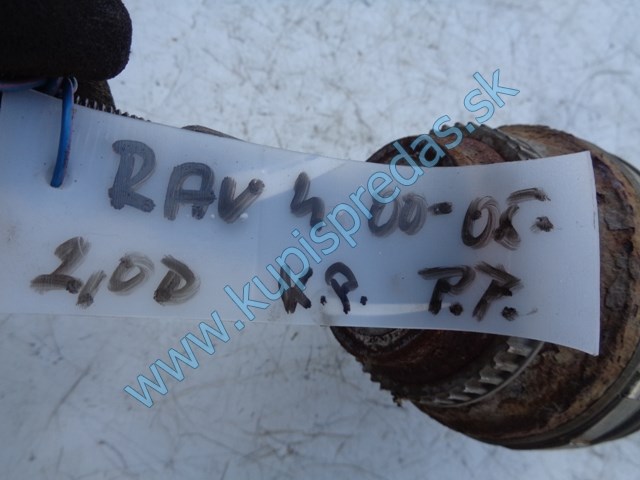 RAV 4 00-05.
2,0D K.P. P.P.
www.kupispredas.sk